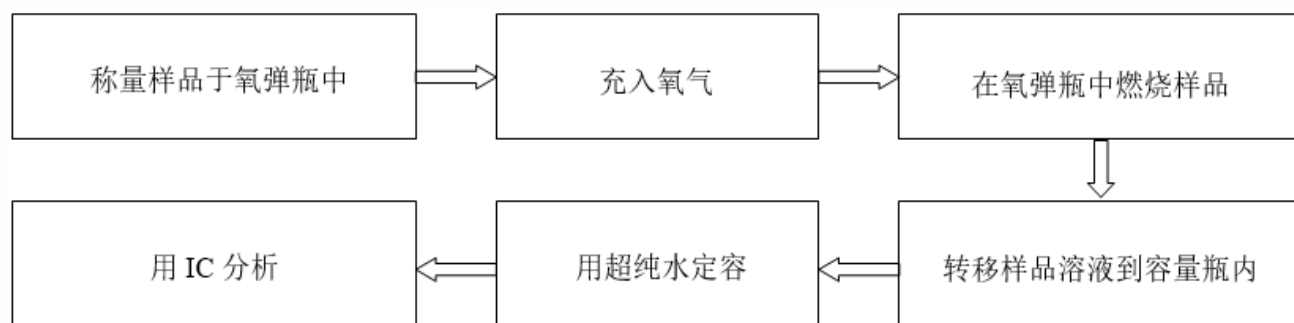 称量样品于氧弹瓶中
充入氧气
在氧弹瓶中燃烧样品
转移样品溶液到容量瓶内
用超纯水定容
用 IC 分析